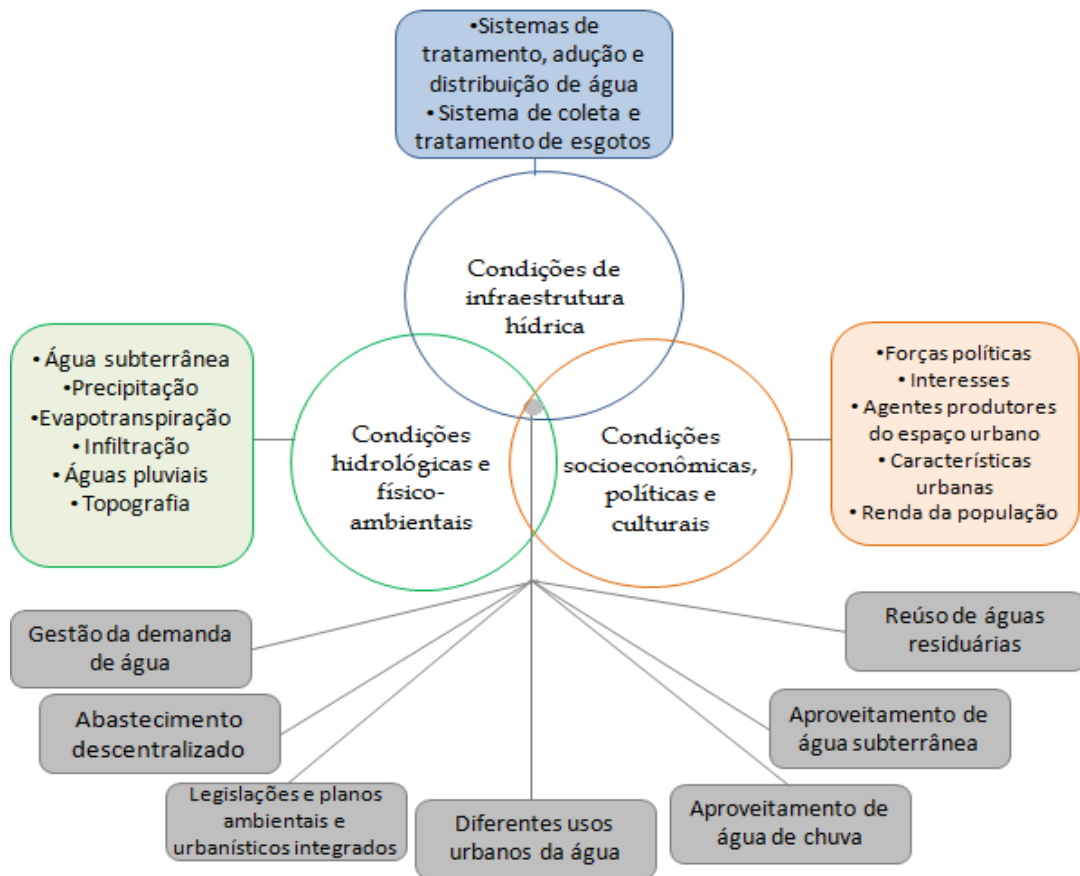 •Sistemas de
tratamento, adução e
distribuição de água
•Sistema de coleta e
tratamento de esgotos
Condições de
infraestrutura
hídrica
•Água subterrânea
•Precipitação
•Evapotranspiração
•Infiltração
•Águas pluviais
•Topografia
Condições
hidrológicas e
físico-
ambientais
Condições
socioeconômicas,
políticas e
culturais
•Forças políticas
•Interesses
•Agentes produtores
do espaço urbano
•Características
urbanas
•Renda da população
Gestão da demanda
de água
Abastecimento
descentralizado
Legislações e planos
ambientais e
urbanísticos integrados
Diferentes usos
urbanos da água
Aproveitamento de
água de chuva
Aproveitamento de
água subterrânea
Reúso de águas
residuárias